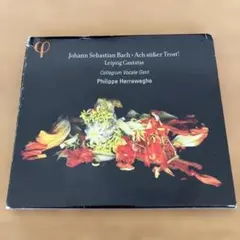 φ
Johann Sebastian Bach · Ach süßer Trost!
Leipzig Cantatas
Collegium Vocale Gent
Philippe Herreweghe